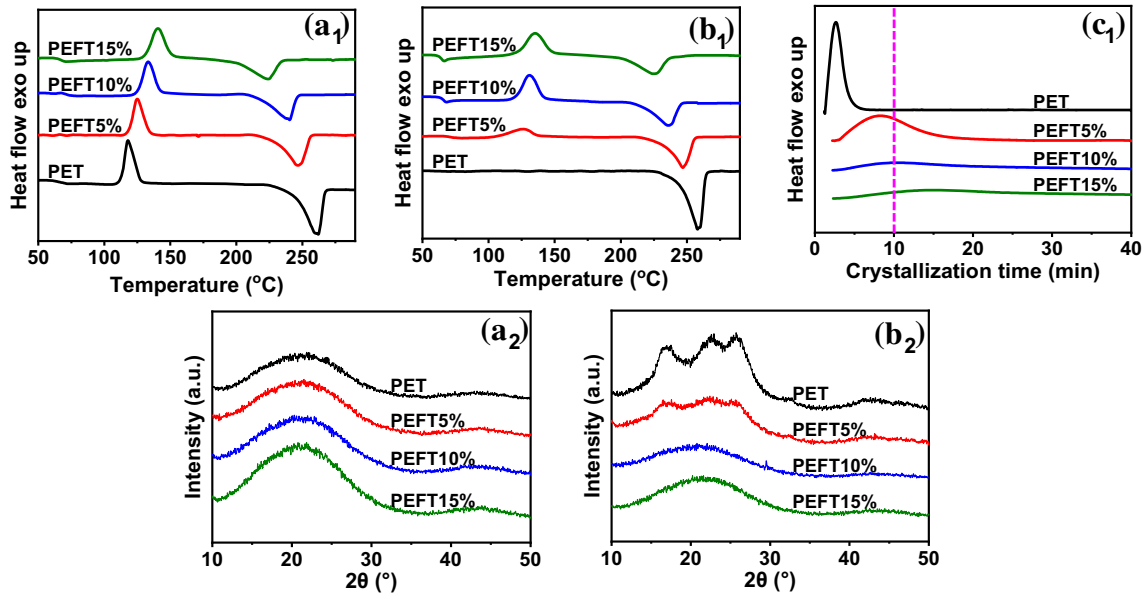 (a1)
Heat flow exo up
PEFT15%
PEFT10%
PEFT5%
PET
50 100 150 200 250
Temperature (°C)
(b1)
Heat flow exo up
PEFT15%
PEFT10%
PEFT5%
PET
50 100 150 200 250
Temperature (°C)
(c1)
Heat flow exo up
PET
PEFT5%
PEFT10%
PEFT15%
0 10 20 30 40
Crystallization time (min)
(a2)
Intensity (a.u.)
PET
PEFT5%
PEFT10%
PEFT15%
10 20 30 40 50
2θ (°)
(b2)
Intensity (a.u.)
PET
PEFT5%
PEFT10%
PEFT15%
10 20 30 40 50
2θ (°)